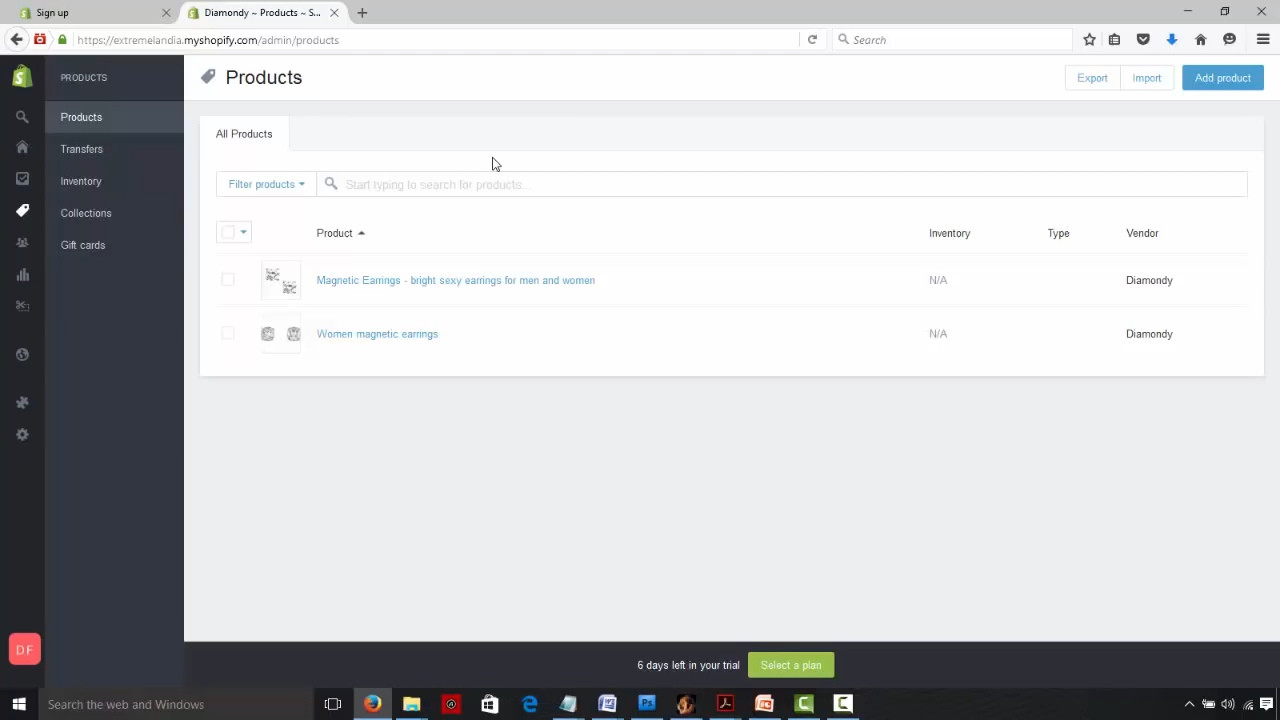 Sign up
Diamondy ~ Products ~ S...
https://extremelandia.myshopify.com/admin/products
Search
PRODUCTS
Products
Export
Import
Add product
Products
Transfers
Inventory
Collections
Gift cards
All Products
Filter products
Start typing to search for products...
Product
Inventory
Type
Vendor
Magnetic Earrings - bright sexy earrings for men and women
N/A
Diamondy
Women magnetic earrings
N/A
Diamondy
DF
6 days left in your trial
Select a plan
Search the web and Windows